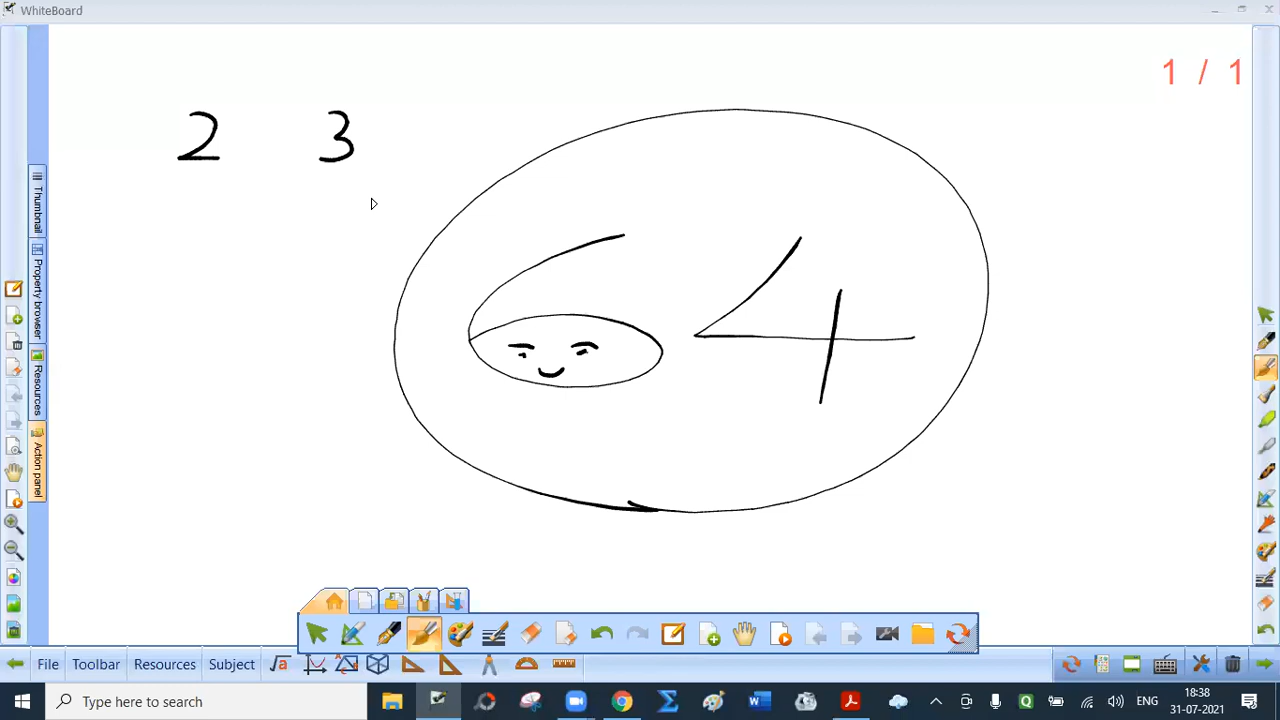 WhiteBoard
1 / 1
2 3
6 4
Thumbnail
Property browser
Resources
Action panel
File Toolbar Resources Subject
Type here to search
ENG
18:38
31-07-2021